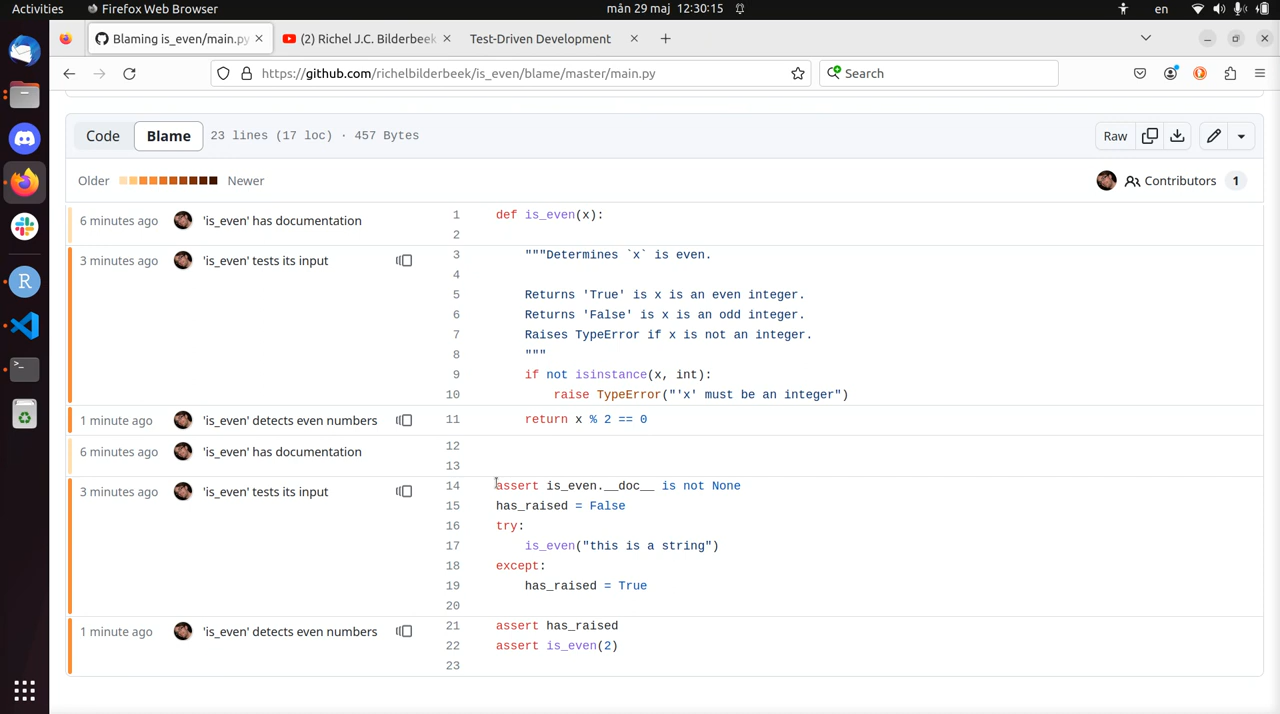 Activities Firefox Web Browser mån 29 maj 12:30:15 en
Blaming is_even/main.py (2) Richel J.C. Bilderbeek Test-Driven Development
https://github.com/richelbilderbeek/is_even/blame/master/main.py Search
Code Blame 23 lines (17 loc) · 457 Bytes Raw
Older Newer Contributors 1
6 minutes ago 'is_even' has documentation 1 def is_even(x):
2
3 minutes ago 'is_even' tests its input 3 """Determines `x` is even.
4
5 Returns 'True' is x is an even integer.
6 Returns 'False' is x is an odd integer.
7 Raises TypeError if x is not an integer.
8 """
9 if not isinstance(x, int):
10 raise TypeError("'x' must be an integer")
1 minute ago 'is_even' detects even numbers 11 return x % 2 == 0
6 minutes ago 'is_even' has documentation 12
13
3 minutes ago 'is_even' tests its input 14 assert is_even.__doc__ is not None
15 has_raised = False
16 try:
17 is_even("this is a string")
18 except:
19 has_raised = True
20
1 minute ago 'is_even' detects even numbers 21 assert has_raised
22 assert is_even(2)
23